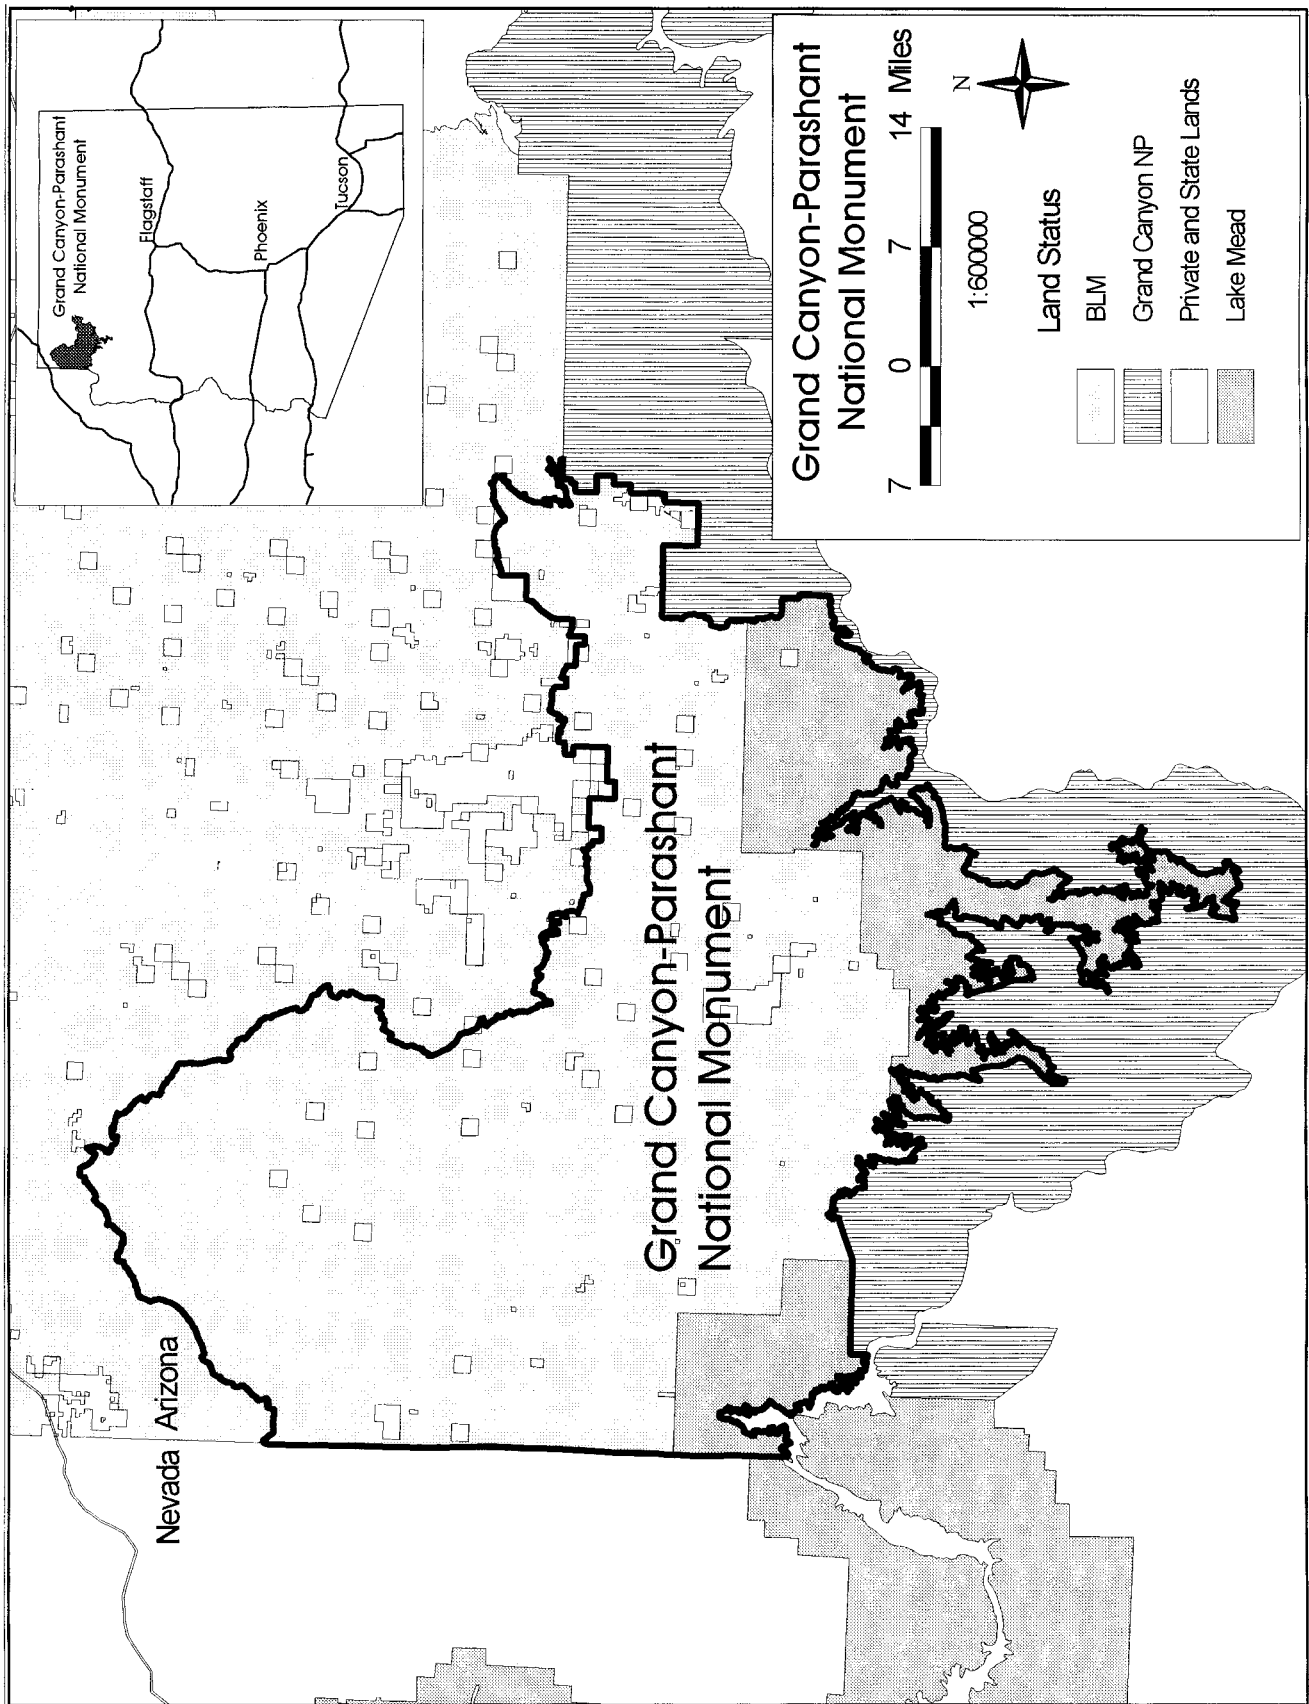 Grand Canyon-Parashant
National Monument
Flagstaff
Phoenix
Tucson
Nevada
Arizona
Grand Canyon-Parashant
National Monument
Grand Canyon-Parashant
National Monument
7
0
7
14 Miles
1:600000
N
Land Status
BLM
Grand Canyon NP
Private and State Lands
Lake Mead